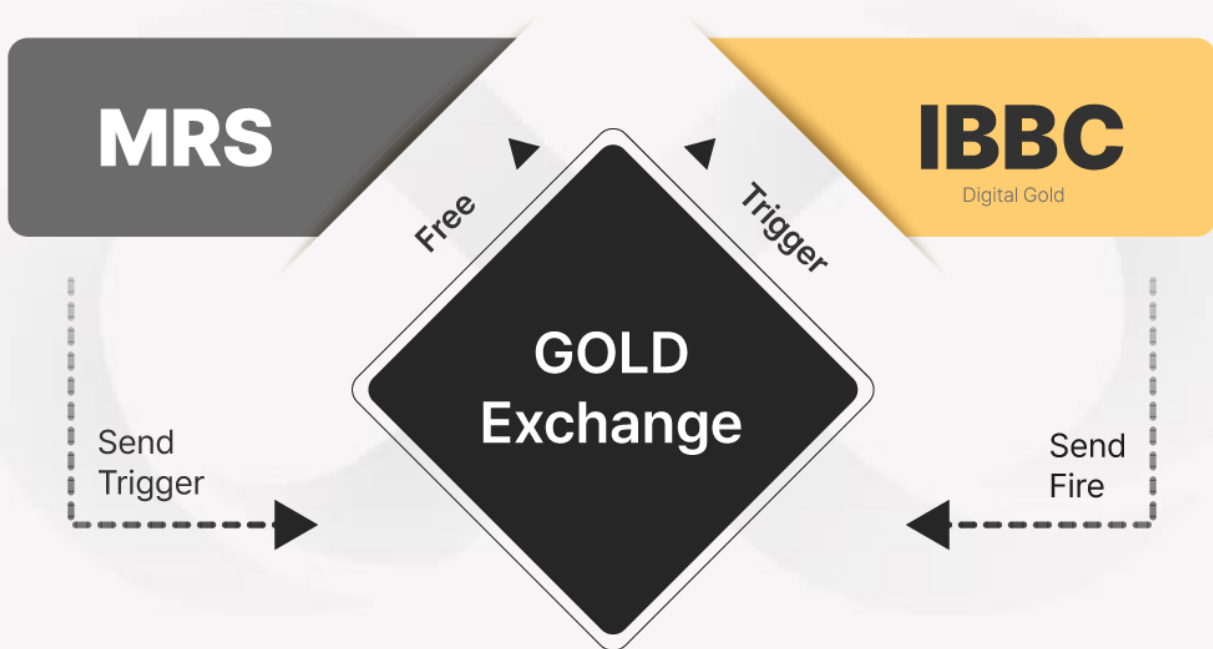 MRS
IBBC
Digital Gold
Free
Trigger
GOLD
Exchange
Send
Trigger
Send
Fire